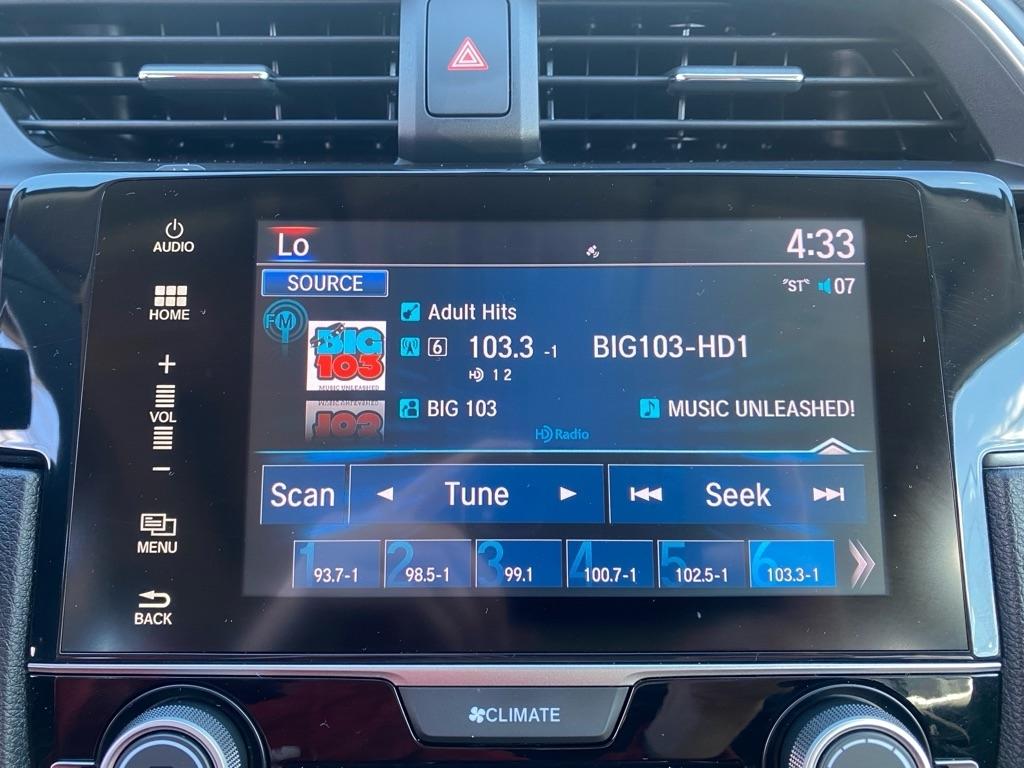 AUDIO
HOME
+
VOL
−
MENU
BACK
Lo
4:33
SOURCE
"ST" 07
FM
BIG
103
MUSIC UNLEASHED
Adult Hits
6 103.3 -1 BIG103-HD1
HD 1 2
BIG 103
MUSIC UNLEASHED!
HD Radio
Scan
Tune
Seek
1 93.7-1
2 98.5-1
3 99.1
4 100.7-1
5 102.5-1
6 103.3-1
CLIMATE